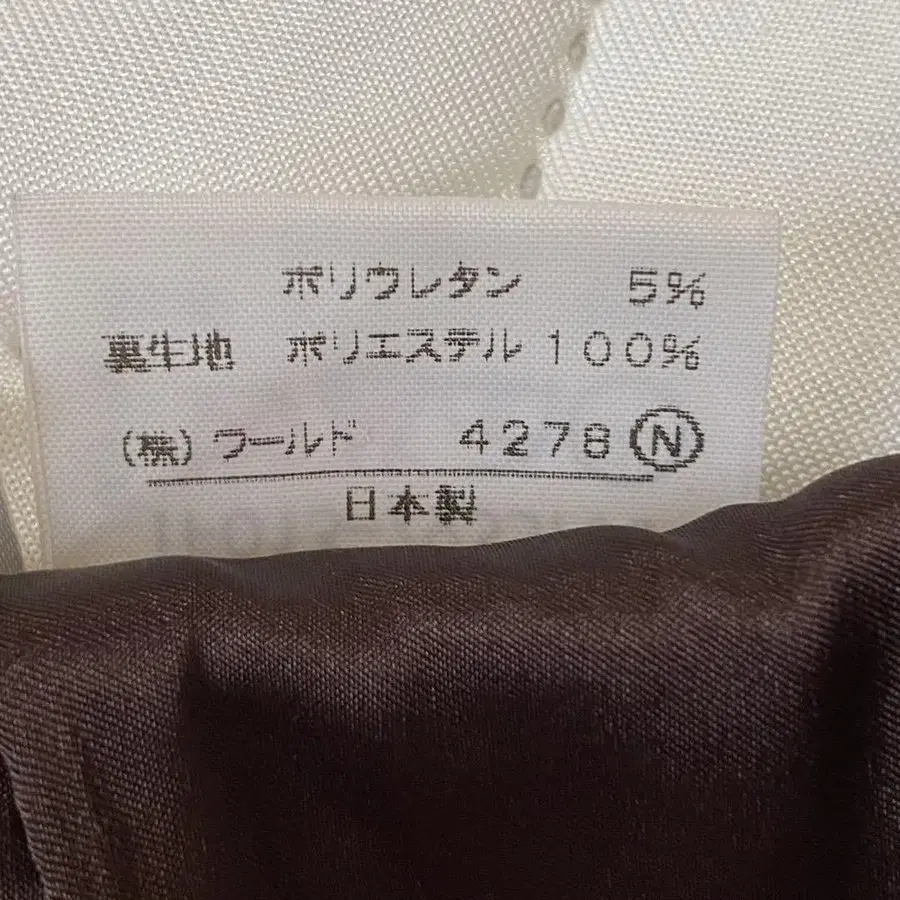 ポリウレタン 5%
裏生地 ポリエステル 100%
(株)ワールド 4278 N
日本製